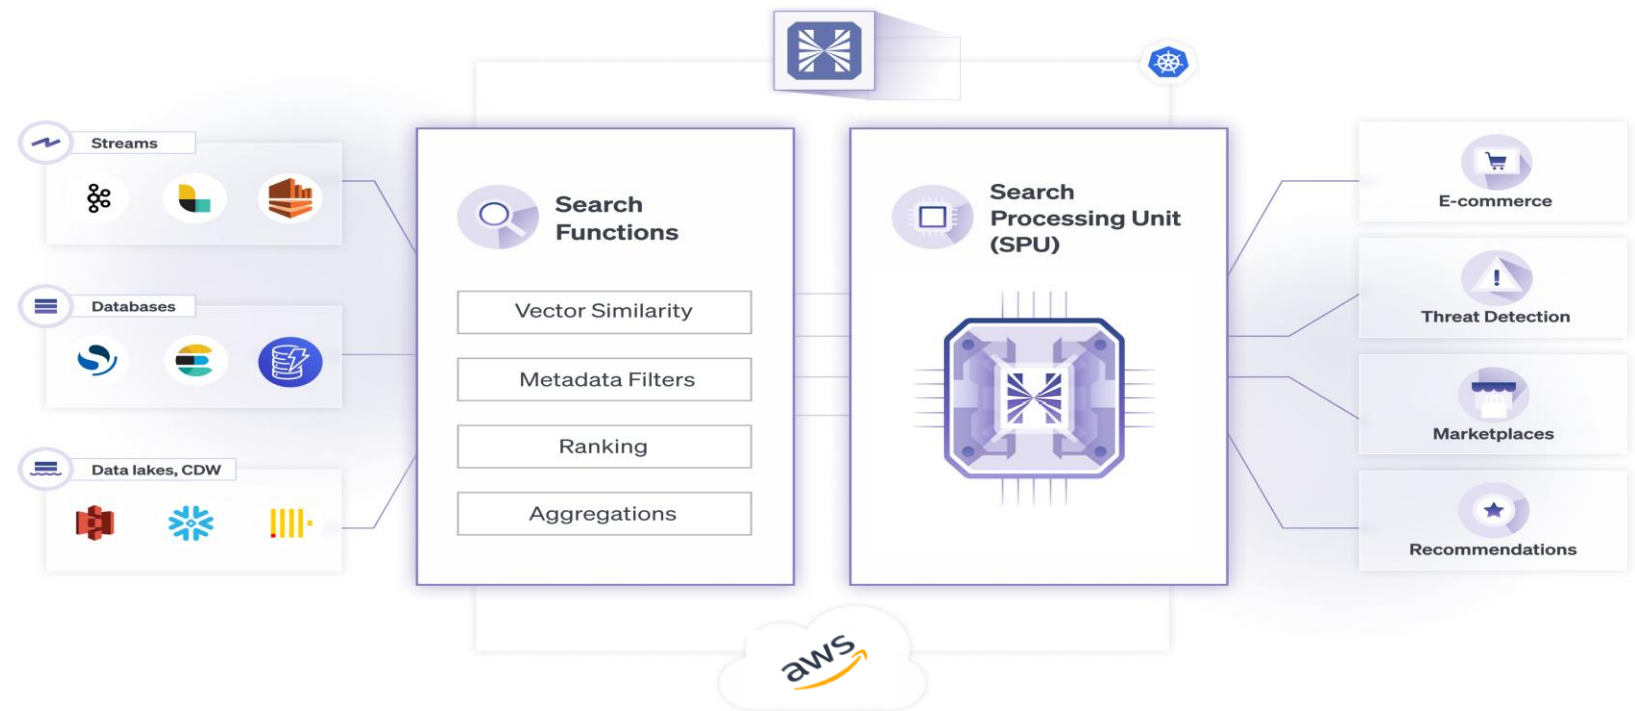 Streams
Databases
Data lakes, CDW
Search
Functions
Vector Similarity
Metadata Filters
Ranking
Aggregations
Search
Processing Unit
(SPU)
E-commerce
Threat Detection
Marketplaces
Recommendations
aws